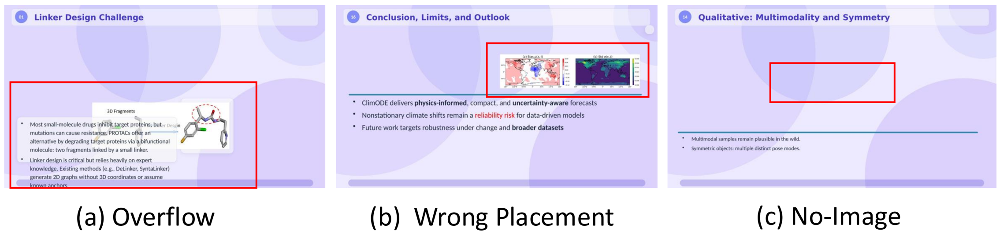 01 Linker Design Challenge
3D Fragments
• Most small-molecule drugs inhibit target proteins, but
mutations can cause resistance. PROTACs offer an
alternative by degrading target proteins via a bifunctional
molecule: two fragments linked by a small linker.
• Linker design is critical but relies heavily on expert
knowledge. Existing methods (e.g., DeLinker, SyntaLinker)
generate 2D graphs without 3D coordinates or assume
known anchors.
(a) Overflow
16 Conclusion, Limits, and Outlook
(a) Bias μ(x, t)
(b) Std σ(x, t)
• ClimODE delivers physics-informed, compact, and uncertainty-aware forecasts
• Nonstationary climate shifts remain a reliability risk for data-driven models
• Future work targets robustness under change and broader datasets
(b) Wrong Placement
14 Qualitative: Multimodality and Symmetry
• Multimodal samples remain plausible in the wild.
• Symmetric objects: multiple distinct pose modes.
(c) No-Image